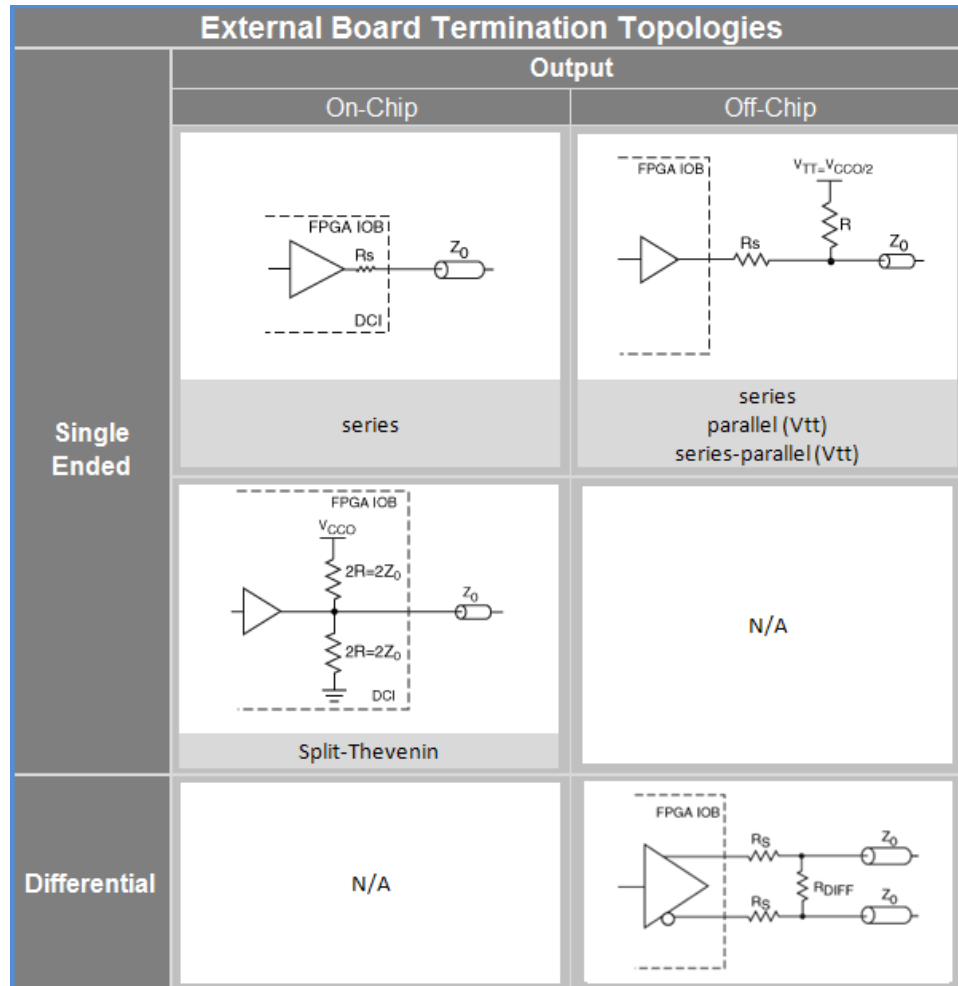 External Board Termination Topologies
Output
On-Chip
Off-Chip
Single
Ended
FPGA IOB
Rs
Z0
DCI
series
FPGA IOB
VTT=VCCO/2
R
Rs
Z0
series
parallel (Vtt)
series-parallel (Vtt)
FPGA IOB
VCCO
2R=2Z0
Z0
2R=2Z0
DCI
Split-Thevenin
N/A
Differential
N/A
FPGA IOB
RS
Z0
RDIFF
RS
Z0